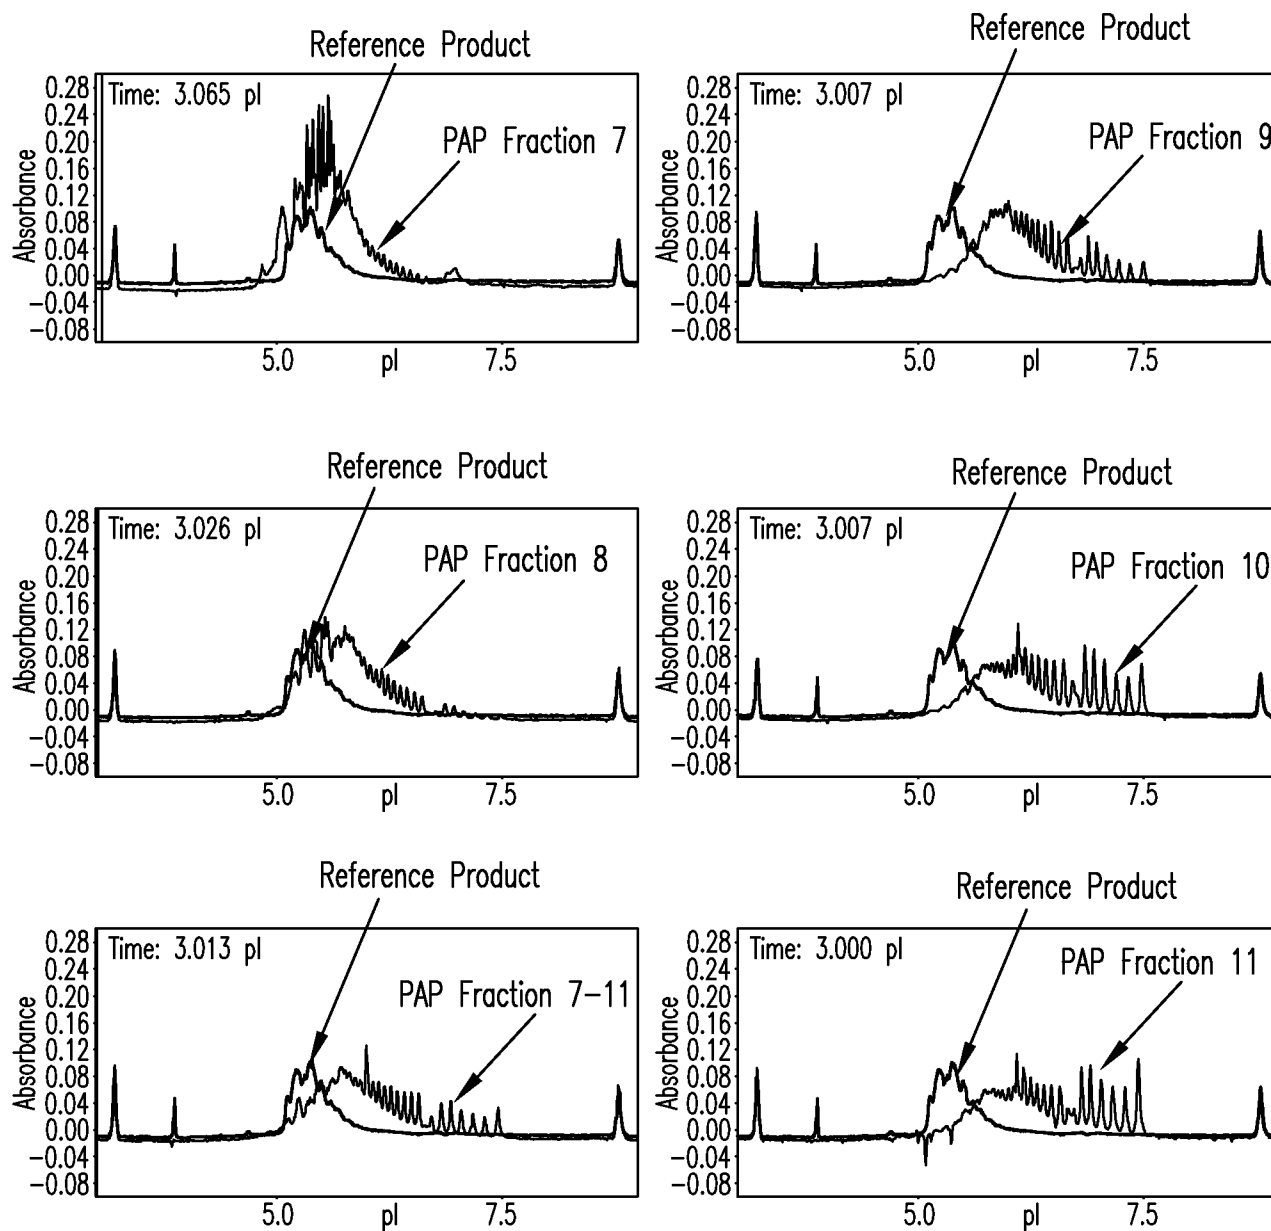 Reference Product
Time: 3.065 pI
PAP Fraction 7
Absorbance
0.28
0.24
0.20
0.16
0.12
0.08
0.04
0.00
−0.04
−0.08
5.0
pI
7.5
Reference Product
Time: 3.007 pI
PAP Fraction 9
Absorbance
0.28
0.24
0.20
0.16
0.12
0.08
0.04
0.00
−0.04
−0.08
5.0
pI
7.5
Reference Product
Time: 3.026 pI
PAP Fraction 8
Absorbance
0.28
0.24
0.20
0.16
0.12
0.08
0.04
0.00
−0.04
−0.08
5.0
pI
7.5
Reference Product
Time: 3.007 pI
PAP Fraction 10
Absorbance
0.28
0.24
0.20
0.16
0.12
0.08
0.04
0.00
−0.04
−0.08
5.0
pI
7.5
Reference Product
Time: 3.013 pI
PAP Fraction 7−11
Absorbance
0.28
0.24
0.20
0.16
0.12
0.08
0.04
0.00
−0.04
−0.08
5.0
pI
7.5
Reference Product
Time: 3.000 pI
PAP Fraction 11
Absorbance
0.28
0.24
0.20
0.16
0.12
0.08
0.04
0.00
−0.04
−0.08
5.0
pI
7.5